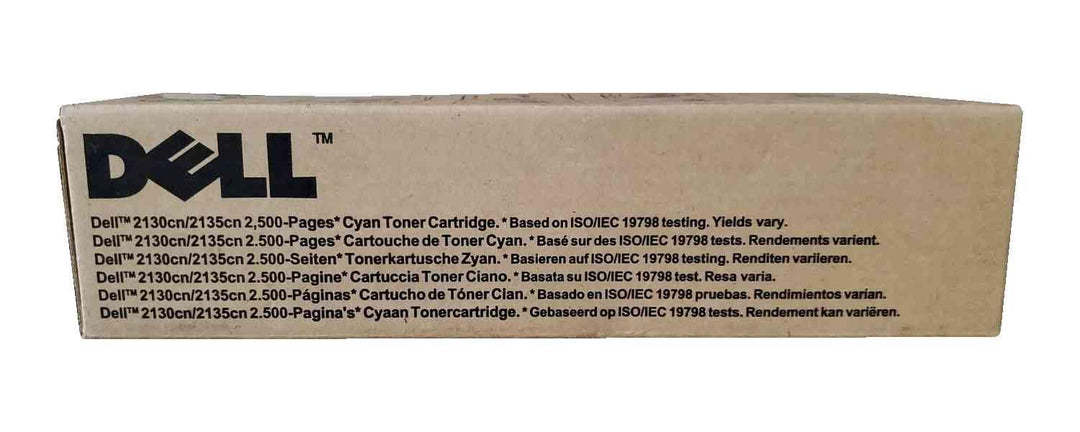 DELL™
Dell™ 2130cn/2135cn 2,500-Pages* Cyan Toner Cartridge. * Based on ISO/IEC 19798 testing. Yields vary.
Dell™ 2130cn/2135cn 2.500-Pages* Cartouche de Toner Cyan. * Basé sur des ISO/IEC 19798 tests. Rendements varient.
Dell™ 2130cn/2135cn 2.500-Seiten* Tonerkartusche Zyan. * Basieren auf ISO/IEC 19798 testing. Renditen variieren.
Dell™ 2130cn/2135cn 2.500-Pagine* Cartuccia Toner Ciano. * Basata su ISO/IEC 19798 test. Resa varia.
Dell™ 2130cn/2135cn 2.500-Páginas* Cartucho de Tóner Cian. * Basado en ISO/IEC 19798 pruebas. Rendimientos varían.
Dell™ 2130cn/2135cn 2.500-Pagina's* Cyaan Tonercartridge. * Gebaseerd op ISO/IEC 19798 tests. Rendement kan variëren.